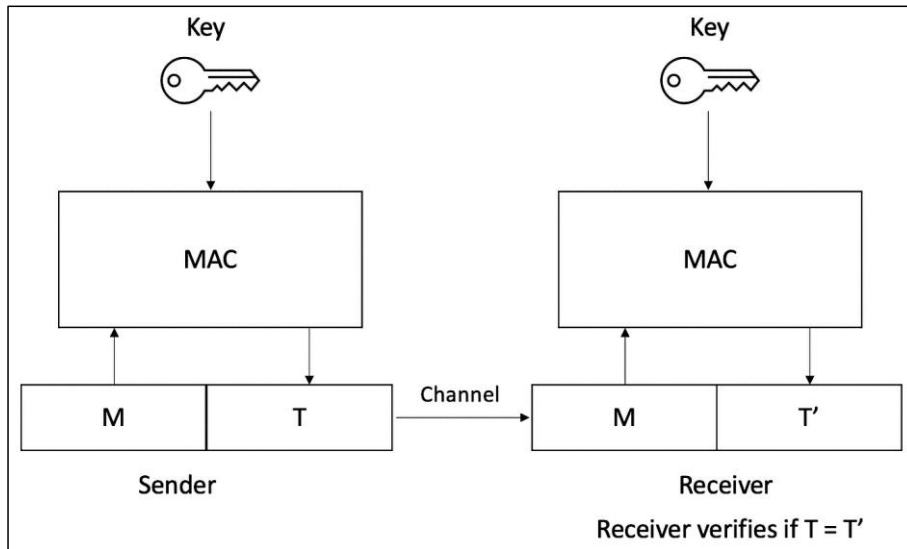 Key
Key
MAC
MAC
Channel
M
T
M
T’
Sender
Receiver
Receiver verifies if T = T’